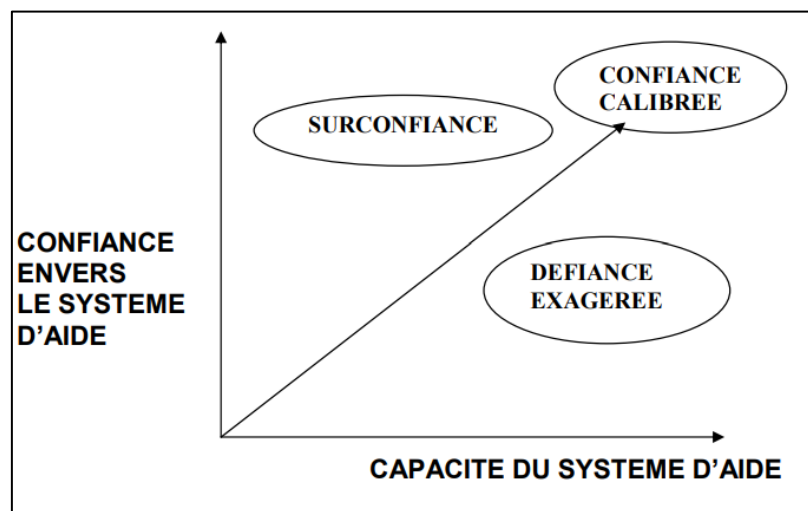 CONFIANCE
CALIBREE
SURCONFIANCE
CONFIANCE
ENVERS
LE SYSTEME
D’AIDE
DEFIANCE
EXAGEREE
CAPACITE DU SYSTEME D’AIDE